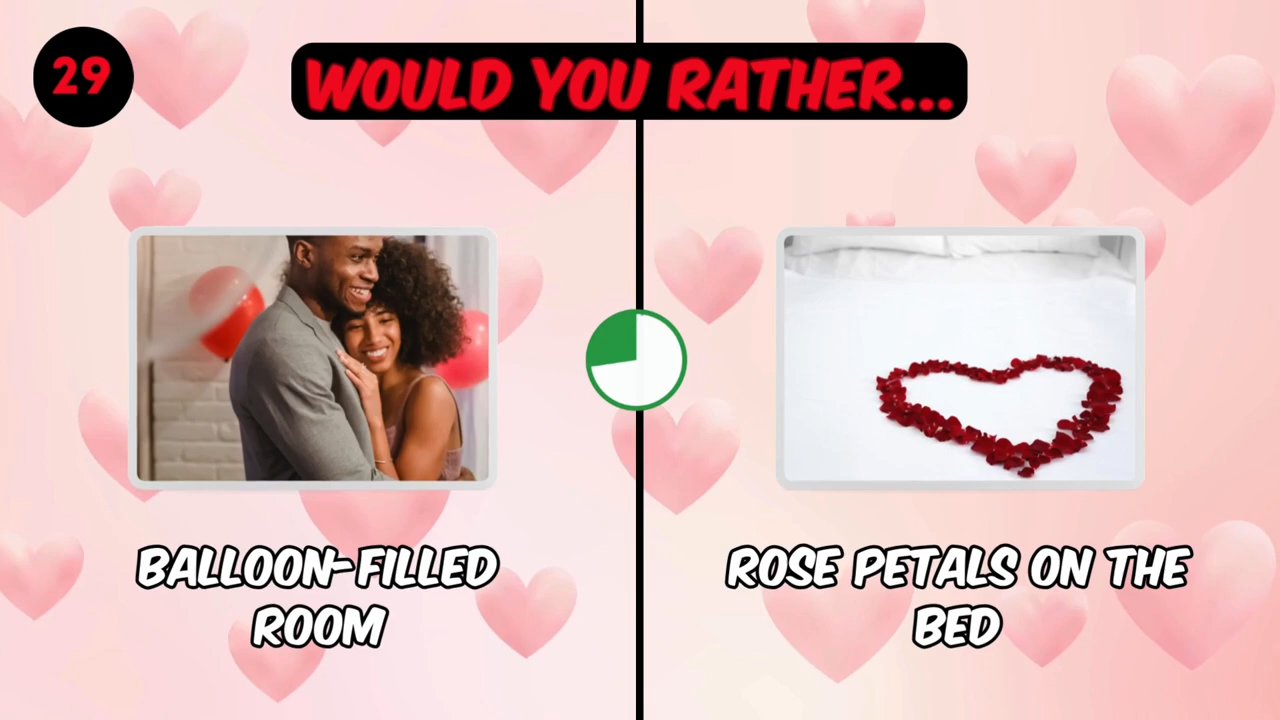 29
WOULD YOU RATHER...
BALLOON-FILLED
ROOM
ROSE PETALS ON THE
BED